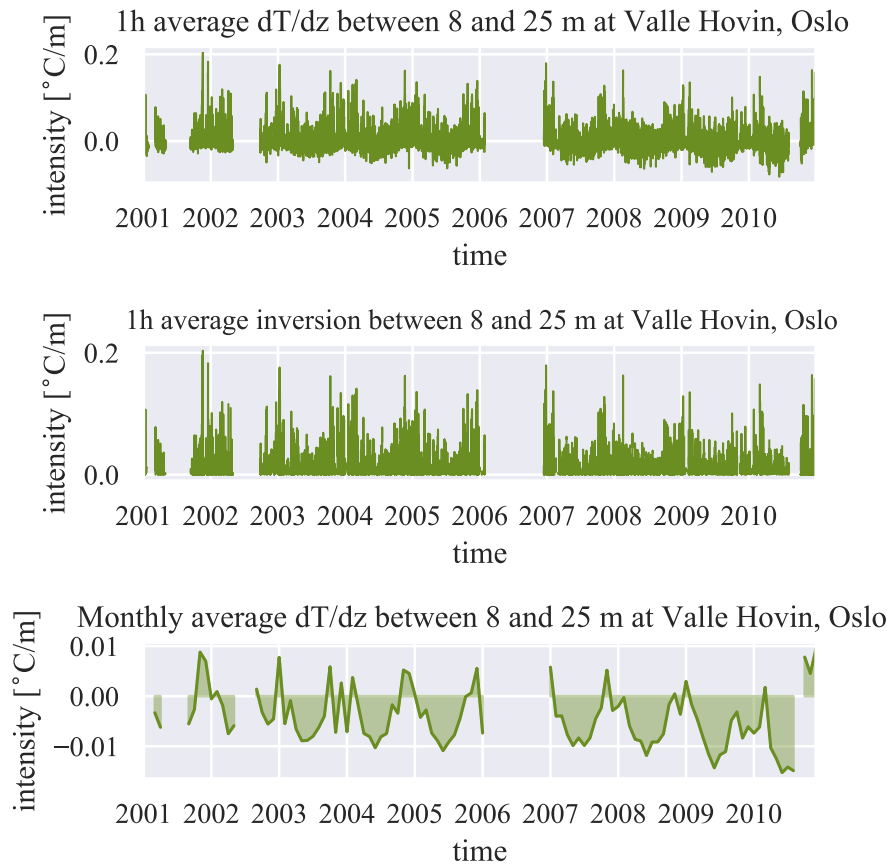 1h average dT/dz between 8 and 25 m at Valle Hovin, Oslo
intensity [˚C/m]
0.2
0.0
2001 2002 2003 2004 2005 2006 2007 2008 2009 2010
time
1h average inversion between 8 and 25 m at Valle Hovin, Oslo
intensity [˚C/m]
0.2
0.0
2001 2002 2003 2004 2005 2006 2007 2008 2009 2010
time
Monthly average dT/dz between 8 and 25 m at Valle Hovin, Oslo
intensity [˚C/m]
0.01
0.00
−0.01
2001 2002 2003 2004 2005 2006 2007 2008 2009 2010
time